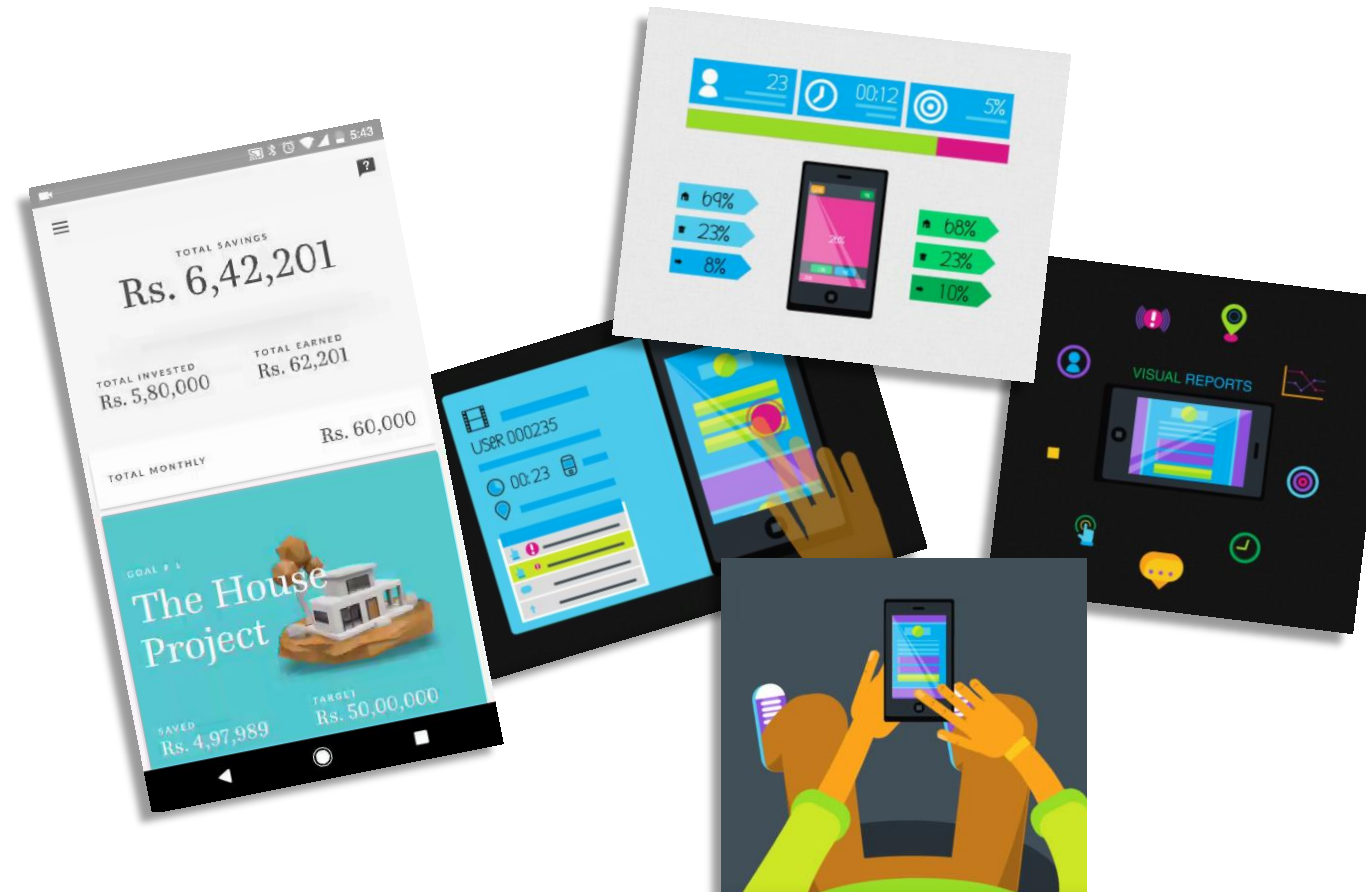 5:43
?
TOTAL SAVINGS
Rs. 6,42,201
TOTAL INVESTED
Rs. 5,80,000
TOTAL EARNED
Rs. 62,201
TOTAL MONTHLY
Rs. 60,000
GOAL # 1
The House
Project
SAVED
Rs. 4,97,989
TARGET
Rs. 50,00,000
USER 000235
00:23
23
00:12
5%
69%
23%
8%
68%
23%
10%
VISUAL REPORTS